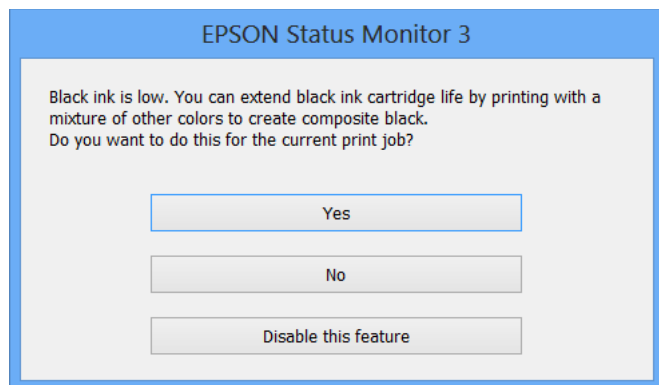 EPSON Status Monitor 3
Black ink is low. You can extend black ink cartridge life by printing with a
mixture of other colors to create composite black.
Do you want to do this for the current print job?
Yes
No
Disable this feature